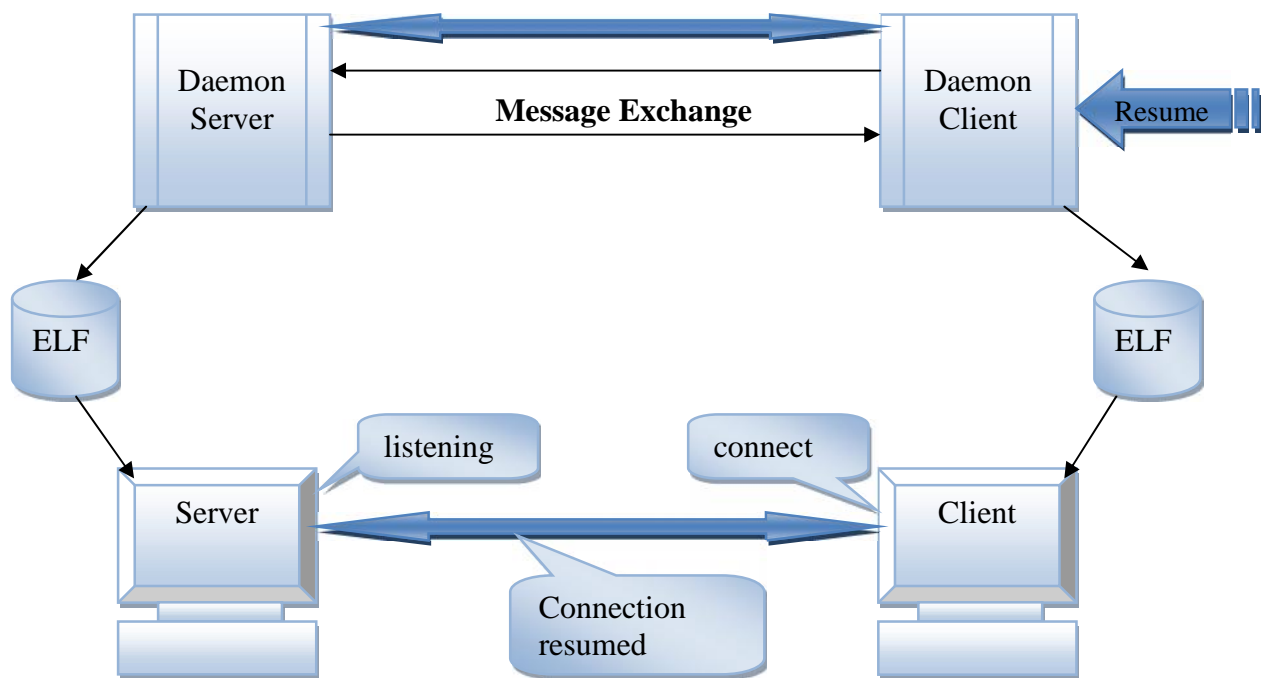 Daemon
Server
Message Exchange
Daemon
Client
Resume
ELF
ELF
listening
connect
Server
Client
Connection
resumed